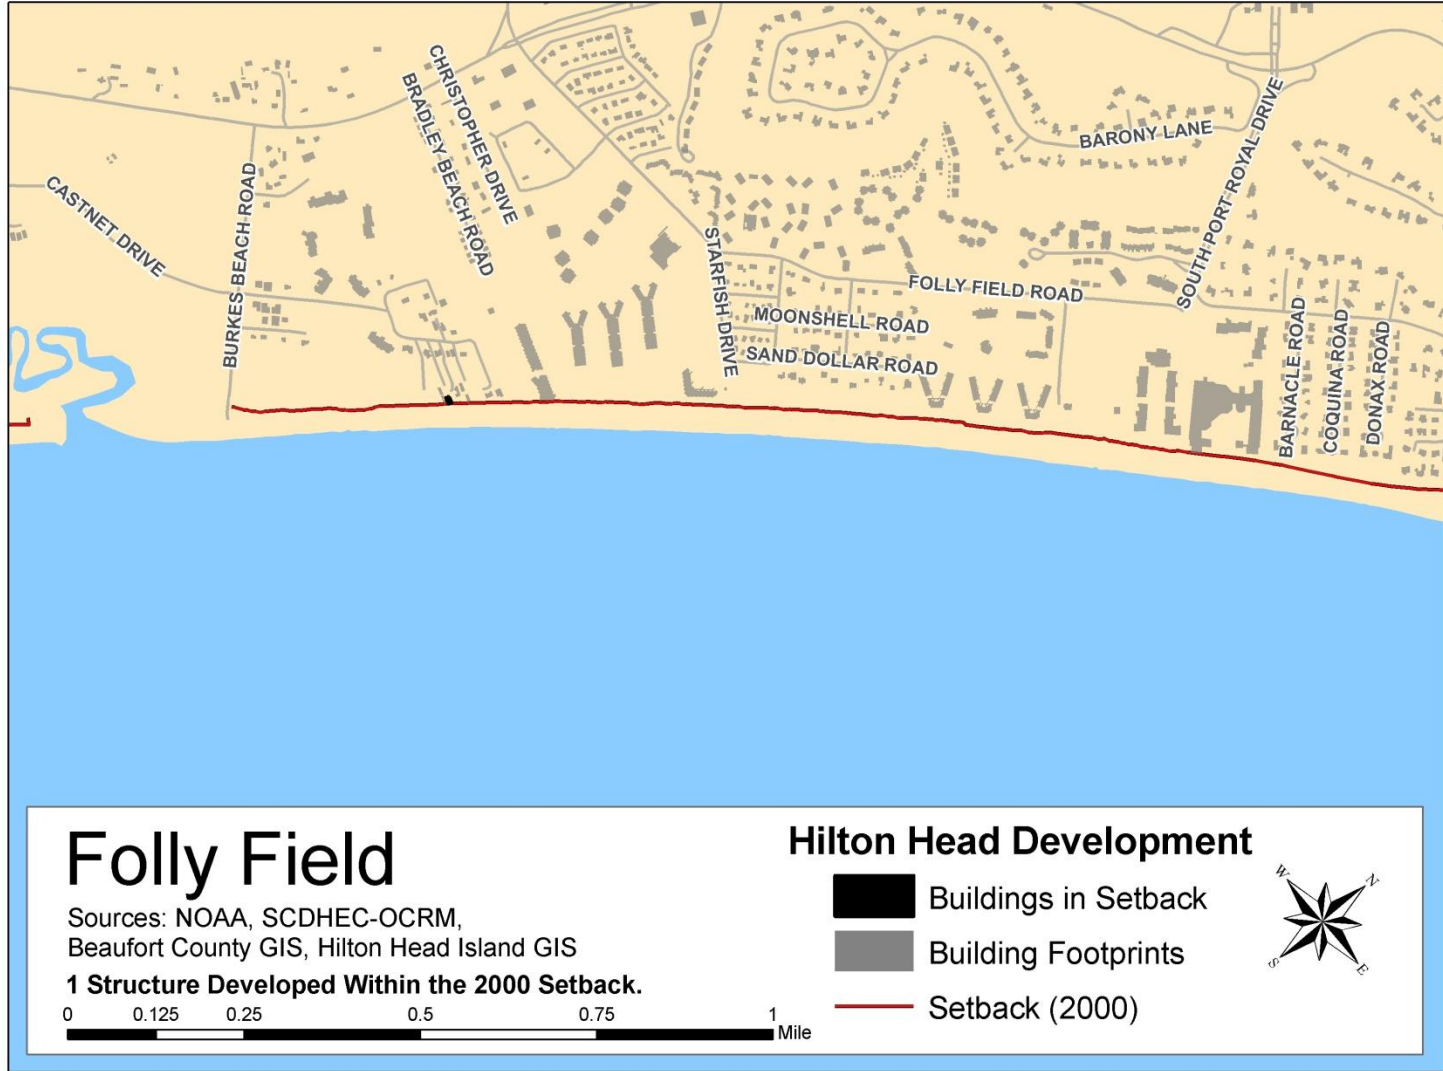 CHRISTOPHER DRIVE
BRADLEY BEACH ROAD
BARONY LANE
SOUTH PORT ROYAL DRIVE
CASTNET DRIVE
BURKES BEACH ROAD
STARFISH DRIVE
FOLLY FIELD ROAD
MOONSHELL ROAD
SAND DOLLAR ROAD
BARNACLE ROAD
COQUINA ROAD
DONAX ROAD
Folly Field
Sources: NOAA, SCDHEC-OCRM,
Beaufort County GIS, Hilton Head Island GIS
1 Structure Developed Within the 2000 Setback.
0 0.125 0.25 0.5 0.75 1
Mile
Hilton Head Development
Buildings in Setback
Building Footprints
Setback (2000)
W N
S E